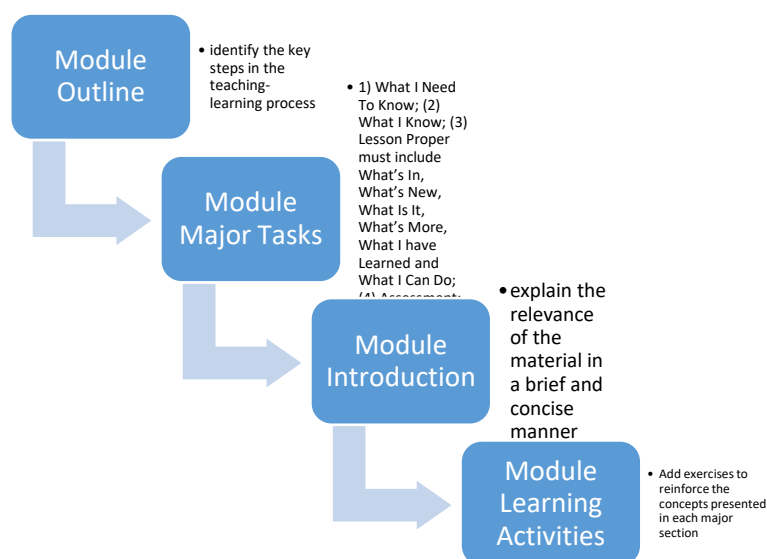 Module
Outline
• identify the key
steps in the
teaching-
learning process
Module
Major Tasks
• 1) What I Need
To Know; (2)
What I Know; (3)
Lesson Proper
must include
What's In,
What's New,
What Is It,
What's More,
What I have
Learned and
What I Can Do;
(4) Assessment;
Module
Introduction
• explain the
relevance
of the
material in
a brief and
concise
manner
Module
Learning
Activities
• Add exercises to
reinforce the
concepts presented
in each major
section